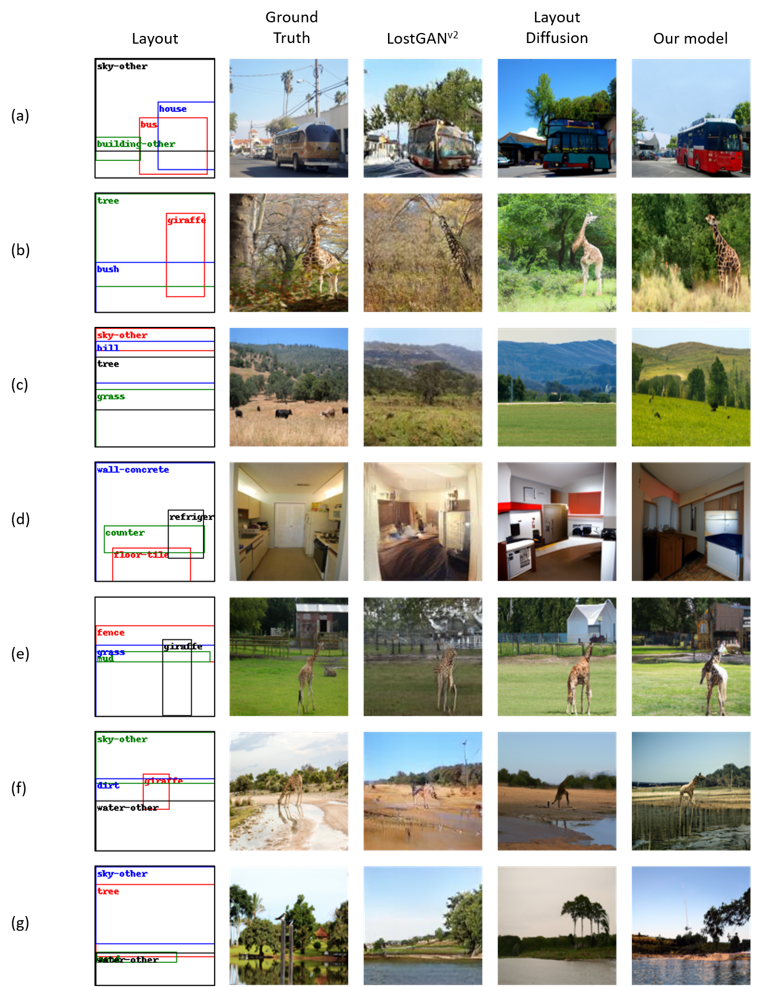 Layout
Ground
Truth
LostGANv2
Layout
Diffusion
Our model
(a)
sky-other
house
bus
building-other
(b)
tree
giraffe
bush
(c)
sky-other
hill
tree
grass
(d)
wall-concrete
refriger
counter
floor-tile
(e)
fence
giraffe
grass
mud
(f)
sky-other
giraffe
dirt
water-other
(g)
sky-other
tree
water-other